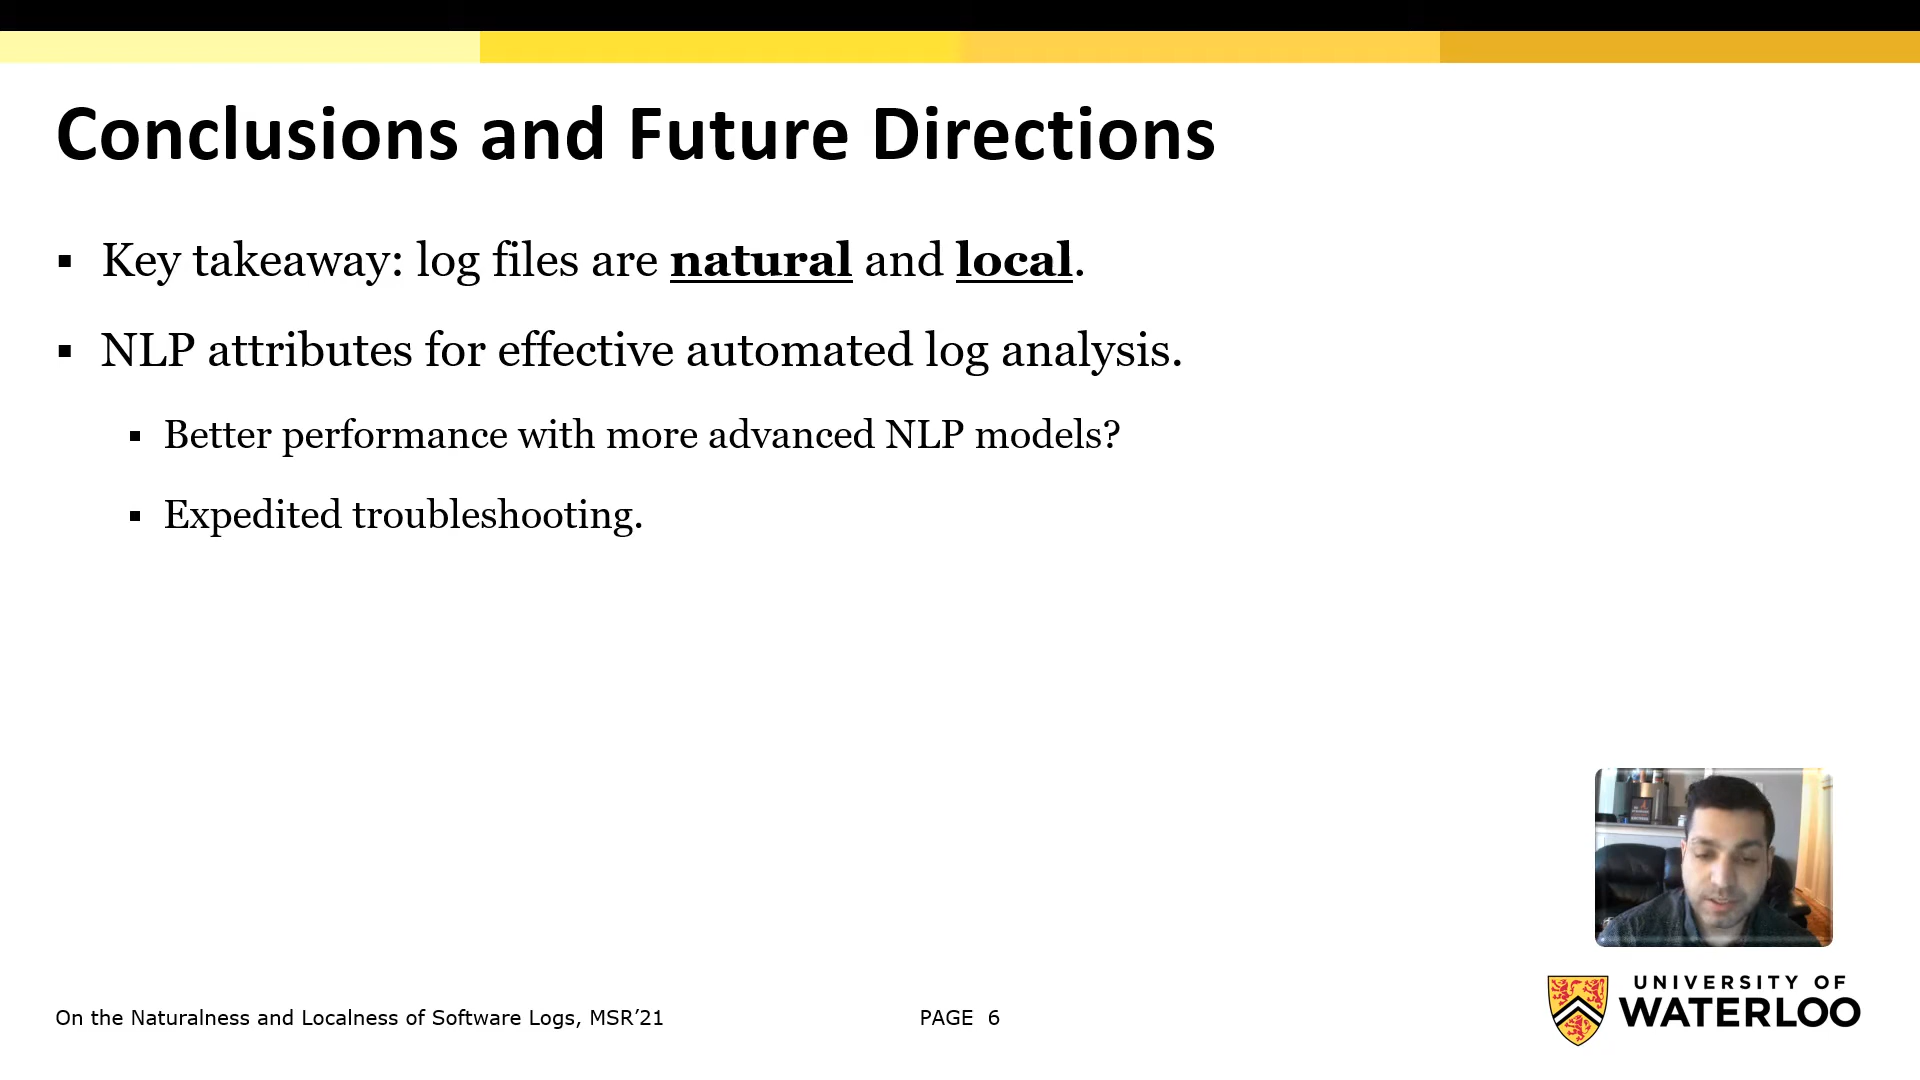 Conclusions and Future Directions
▪ Key takeaway: log files are natural and local.
▪ NLP attributes for effective automated log analysis.
▪ Better performance with more advanced NLP models?
▪ Expedited troubleshooting.
On the Naturalness and Localness of Software Logs, MSR’21
PAGE 6
UNIVERSITY OF
WATERLOO